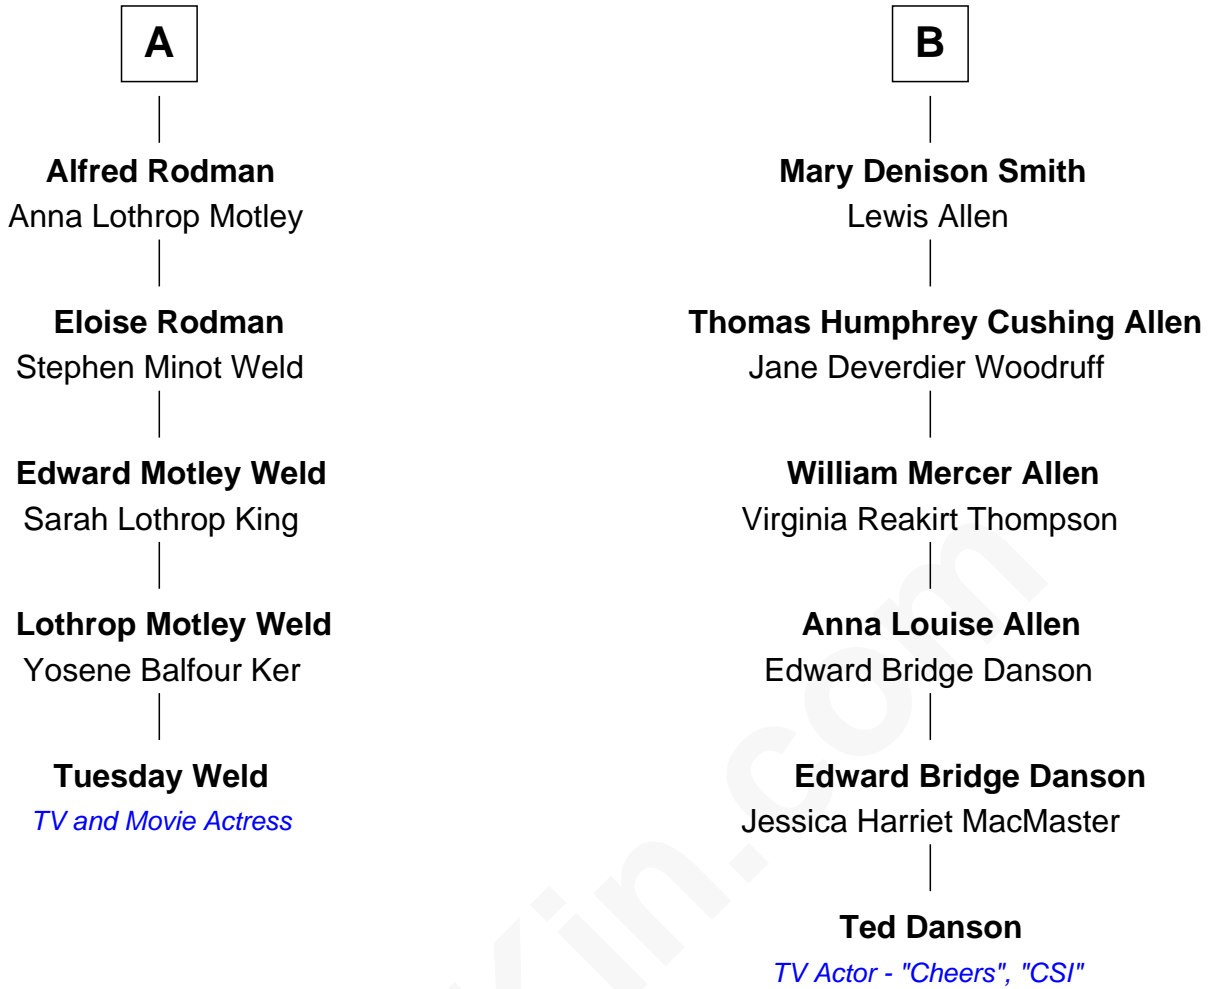 A
Alfred Rodman
Anna Lothrop Motley
Eloise Rodman
Stephen Minot Weld
Edward Motley Weld
Sarah Lothrop King
Lothrop Motley Weld
Yosene Balfour Ker
Tuesday Weld
TV and Movie Actress
B
Mary Denison Smith
Lewis Allen
Thomas Humphrey Cushing Allen
Jane Deverdier Woodruff
William Mercer Allen
Virginia Reakirt Thompson
Anna Louise Allen
Edward Bridge Danson
Edward Bridge Danson
Jessica Harriet MacMaster
Ted Danson
TV Actor - "Cheers", "CSI"
Kin.com